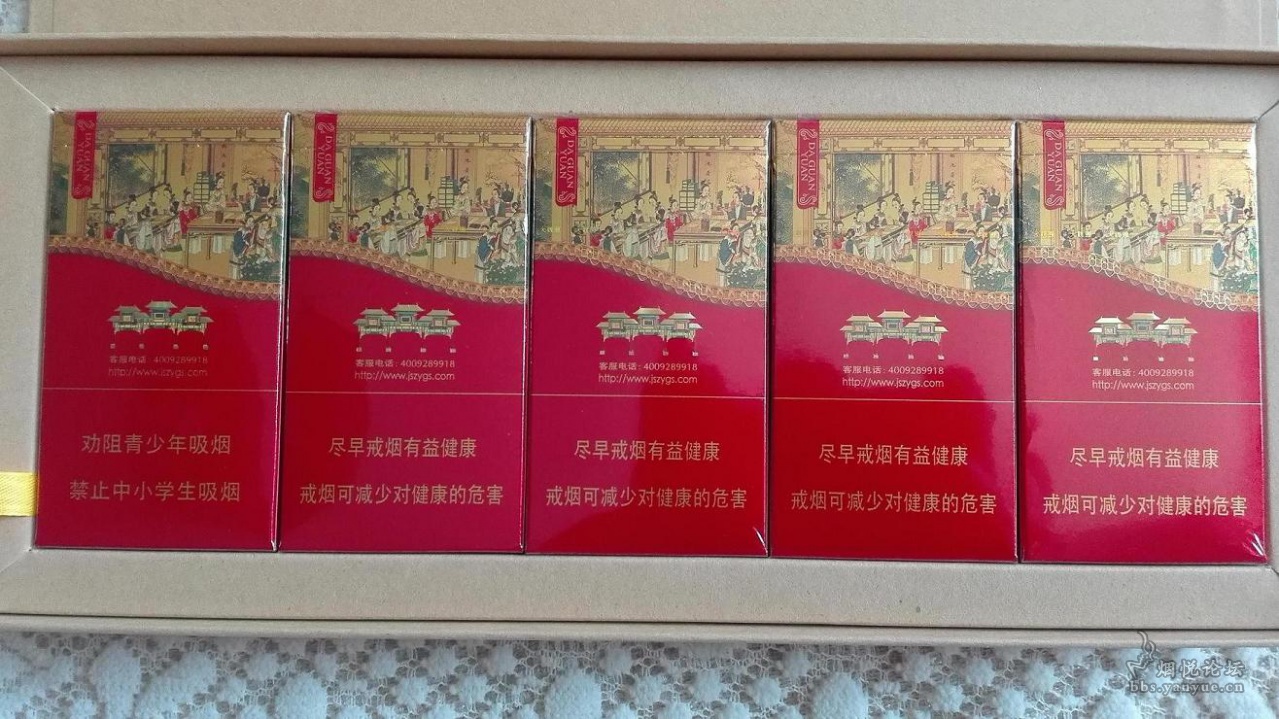 DA GUAN
YUAN
客服电话：4009289918
http://www.jszygs.com
劝阻青少年吸烟
禁止中小学生吸烟
DA GUAN
YUAN
客服电话：4009289918
http://www.jszygs.com
尽早戒烟有益健康
戒烟可减少对健康的危害
DA GUAN
YUAN
客服电话：4009289918
http://www.jszygs.com
尽早戒烟有益健康
戒烟可减少对健康的危害
DA GUAN
YUAN
客服电话：4009289918
http://www.jszygs.com
尽早戒烟有益健康
戒烟可减少对健康的危害
DA GUAN
YUAN
客服电话：4009289918
http://www.jszygs.com
尽早戒烟有益健康
戒烟可减少对健康的危害
烟悦论坛
bbs.yanyue.cn